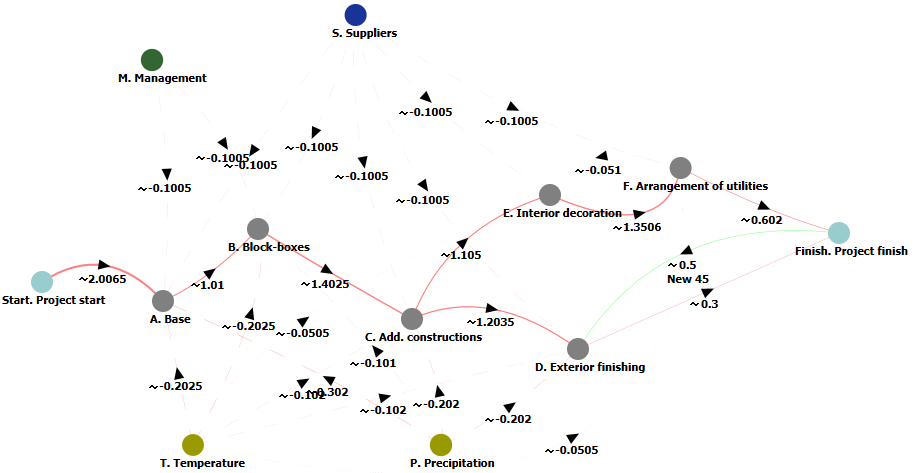 S. Suppliers
M. Management
~-0.1005
~-0.1005
~-0.1005
~-0.1005
~-0.1005
~-0.051
~-0.1005
~-0.1005
F. Arrangement of utilities
~-0.1005
~-0.1005
E. Interior decoration
~1.3506
~0.602
B. Block-boxes
Finish. Project finish
~1.105
~0.5
~2.0065
~1.01
~1.4025
New 45
Start. Project start
~0.3
A. Base
~-0.2025
~-0.0505
~1.2035
C. Add. constructions
~-0.101
D. Exterior finishing
~-0.2025
~-0.102
~0.302
~-0.102
~-0.202
~-0.202
~-0.0505
T. Temperature
P. Precipitation